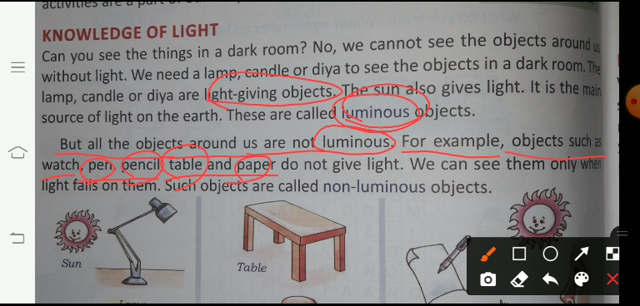 activities are a part of
KNOWLEDGE OF LIGHT
Can you see the things in a dark room? No, we cannot see the objects around us
without light. We need a lamp, candle or diya to see the objects in a dark room. The
lamp, candle or diya are light-giving objects. The sun also gives light. It is the main
source of light on the earth. These are called luminous objects.
But all the objects around us are not luminous. For example, objects such as
watch, pen, pencil, table and paper do not give light. We can see them only when
light falls on them. Such objects are called non-luminous objects.
Sun
Table